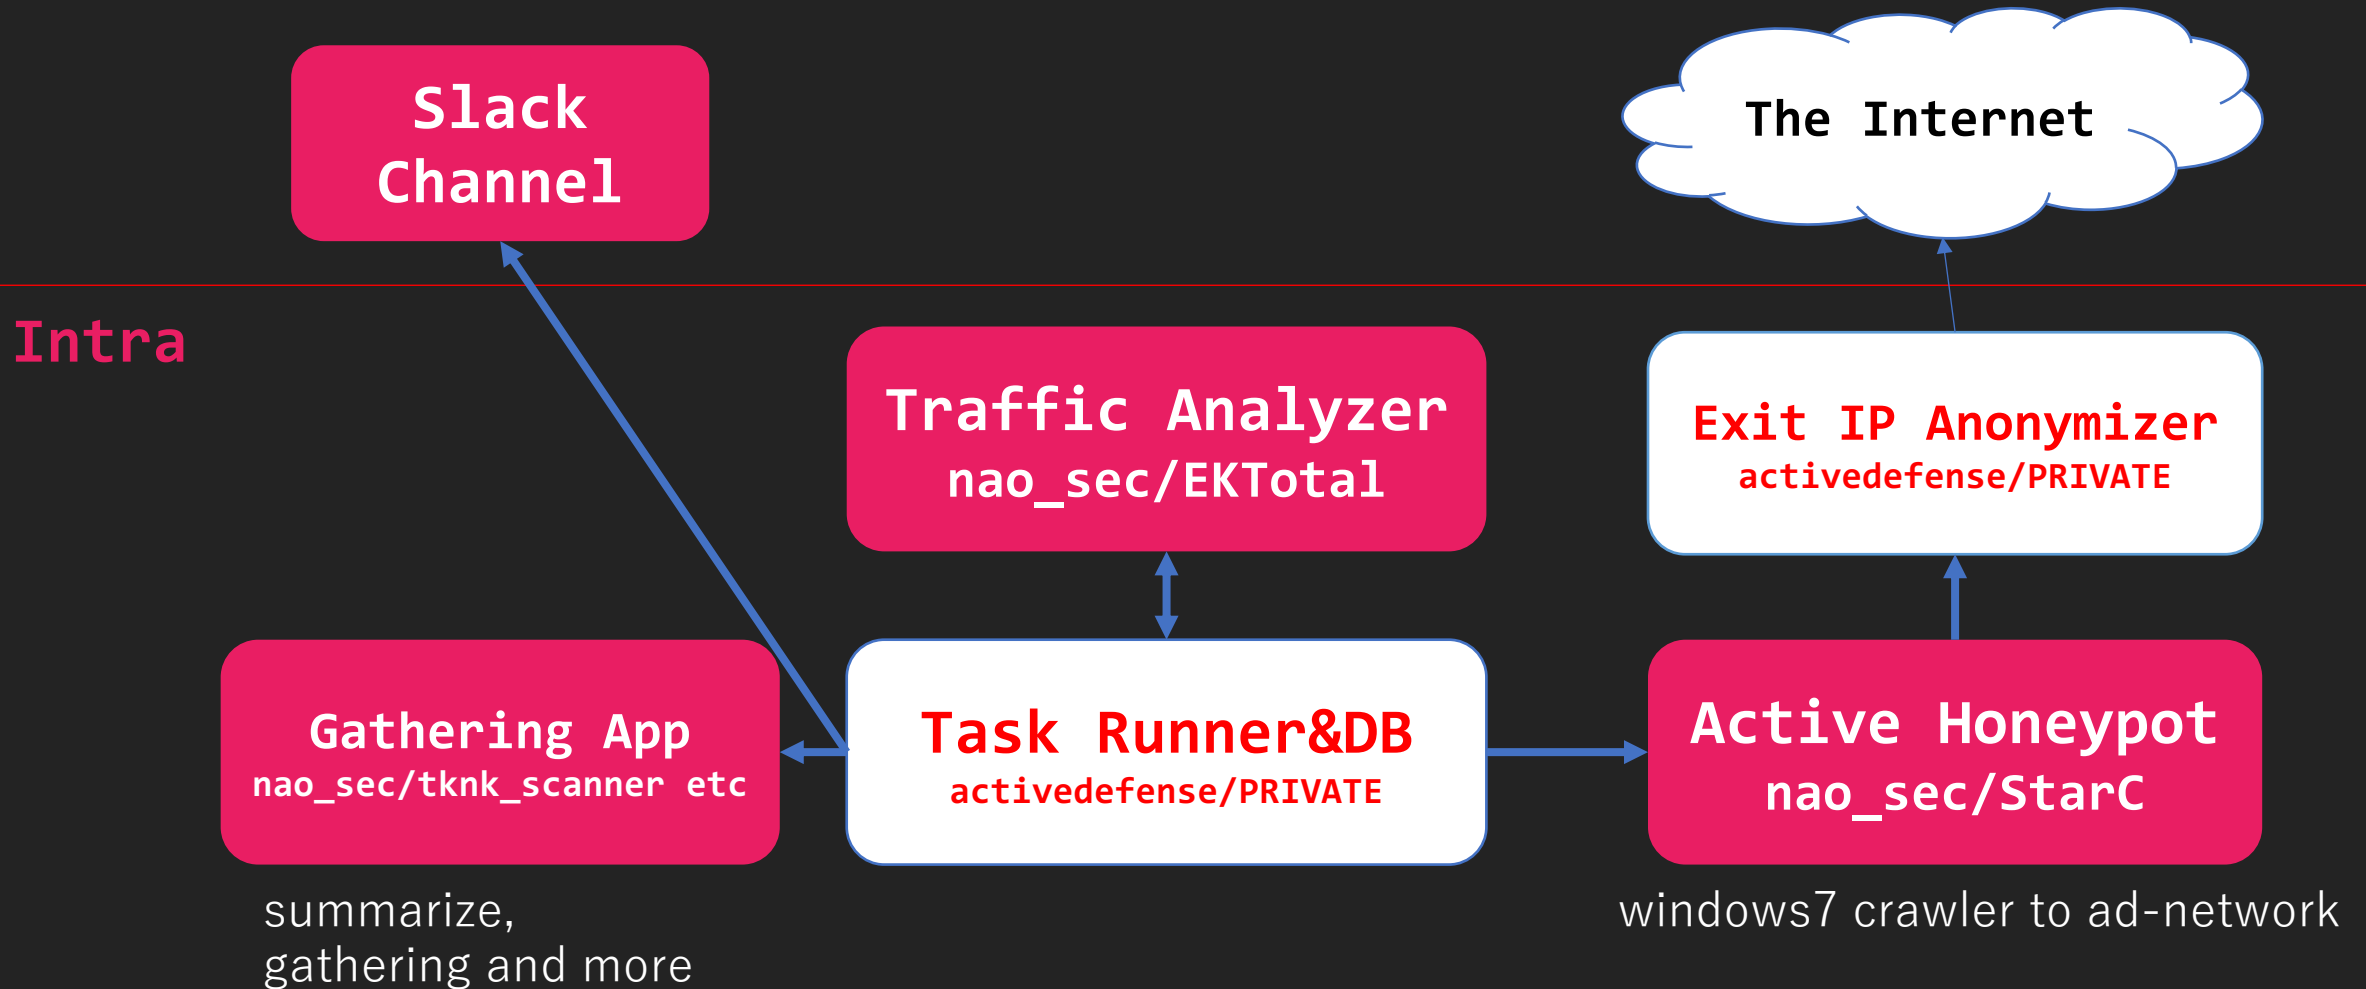 Slack
Channel
The Internet
Intra
Traffic Analyzer
nao_sec/EKTotal
Exit IP Anonymizer
activedefense/PRIVATE
Gathering App
nao_sec/tknk_scanner etc
Task Runner&DB
activedefense/PRIVATE
Active Honeypot
nao_sec/StarC
summarize,
gathering and more
windows7 crawler to ad-network